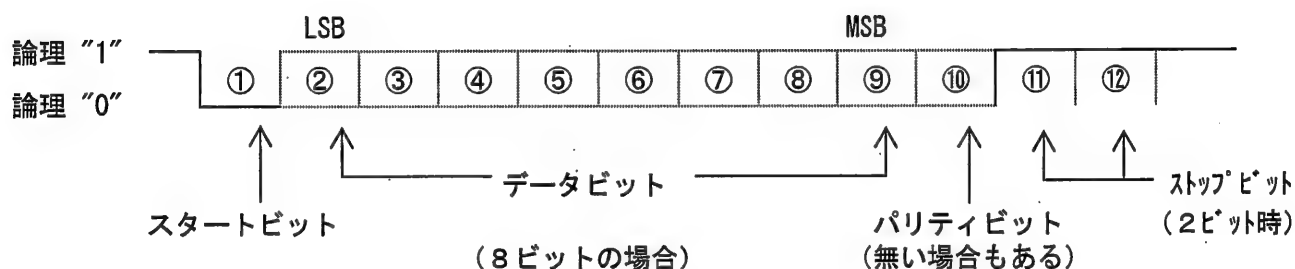 LSB MSB
論理 "1"
① ② ③ ④ ⑤ ⑥ ⑦ ⑧ ⑨ ⑩ ⑪ ⑫
論理 "0"
データビット ストップビット
スタートビット パリティビット (2ビット時)
(8ビットの場合) (無い場合もある)